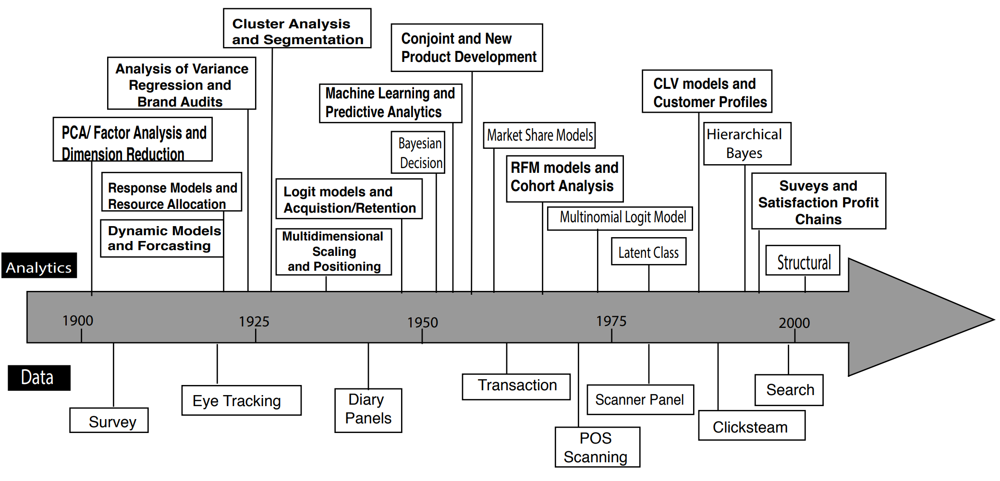 Cluster Analysis
and Segmentation
Conjoint and New
Product Development
Analysis of Variance
Regression and
Brand Audits
CLV models and
Customer Profiles
Machine Learning and
Predictive Analytics
PCA/ Factor Analysis and
Dimension Reduction
Market Share Models
Hierarchical
Bayes
Bayesian
Decision
RFM models and
Cohort Analysis
Response Models and
Resource Allocation
Logit models and
Acquistion/Retention
Suveys and
Satisfaction Profit
Chains
Multinomial Logit Model
Dynamic Models
and Forcasting
Multidimensional
Scaling
and Positioning
Latent Class
Structural
Analytics
1900
1925
1950
1975
2000
Data
Survey
Eye Tracking
Diary
Panels
Transaction
POS
Scanning
Scanner Panel
Clicksteam
Search